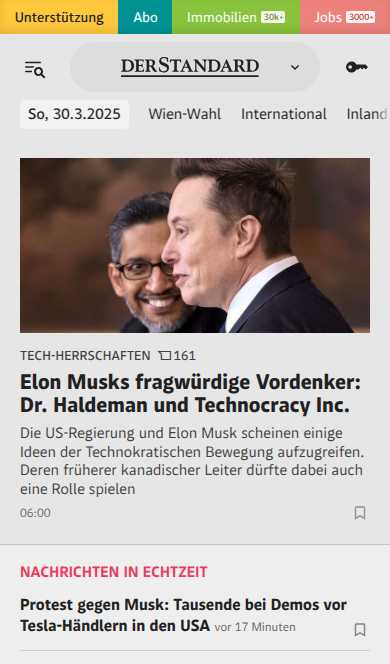 Unterstützung Abo Immobilien 30k+ Jobs 3000+
DERSTANDARD
So, 30.3.2025 Wien-Wahl International Inland
TECH-HERRSCHAFTEN 161
Elon Musks fragwürdige Vordenker:
Dr. Haldeman und Technocracy Inc.
Die US-Regierung und Elon Musk scheinen einige
Ideen der Technokratischen Bewegung aufzugreifen.
Deren früherer kanadischer Leiter dürfte dabei auch
eine Rolle spielen
06:00
NACHRICHTEN IN ECHTZEIT
Protest gegen Musk: Tausende bei Demos vor
Tesla-Händlern in den USA vor 17 Minuten